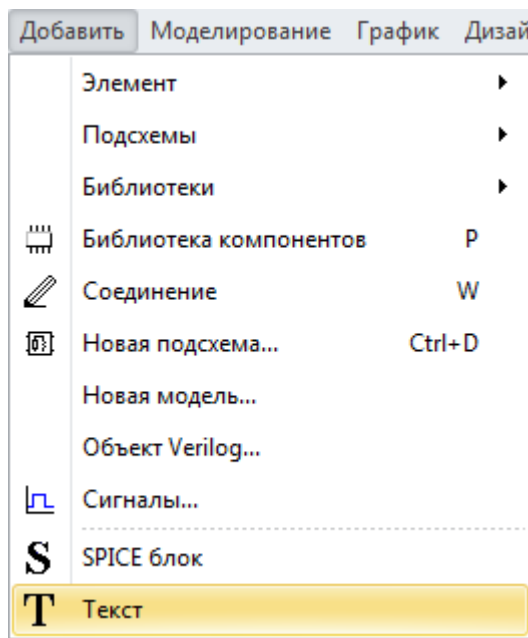 Добавить Моделирование График Дизай
Элемент
Подсхемы
Библиотеки
Библиотека компонентов P
Соединение W
Новая подсхема... Ctrl+D
Новая модель...
Объект Verilog...
Сигналы...
S SPICE блок
T Текст